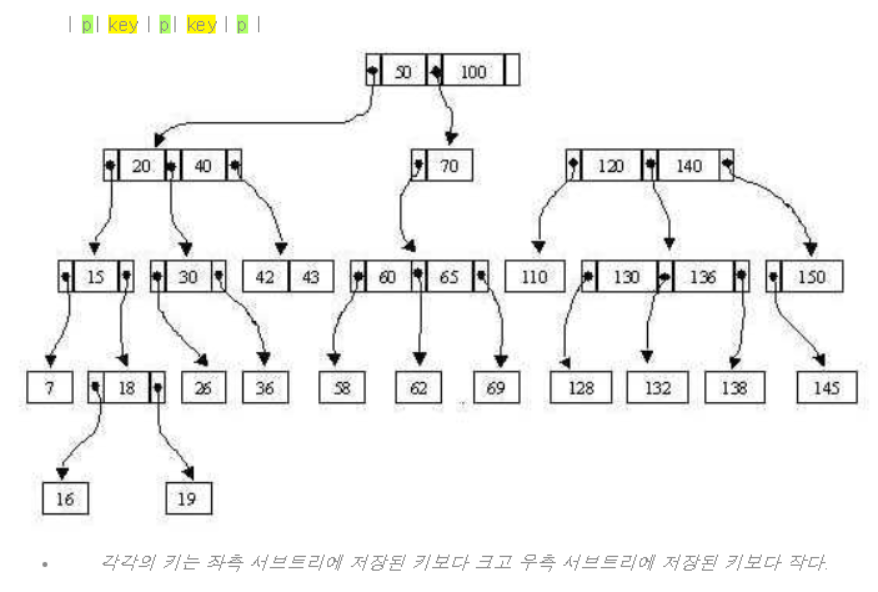 | p | key | p | key | p |
50 100
20 40 70 120 140
15 30 42 43 60 65 110 130 136 150
7 18 26 36 58 62 69 128 132 138 145
16 19
• 각각의 키는 좌측 서브트리에 저장된 키보다 크고 우측 서브트리에 저장된 키보다 작다.